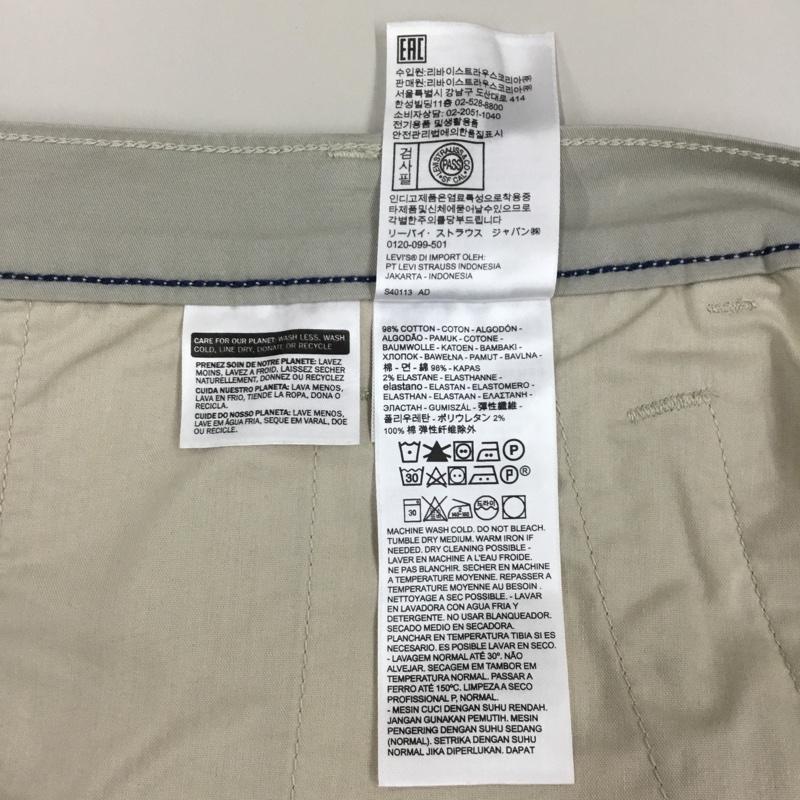 EAC
수입원:리바이스트라우스코리아㈜
판매원:리바이스트라우스코리아㈜
서울특별시 강남구 도산대로 414
한성빌딩11층 02-528-8800
소비자상담: 02-2051-1040
전기용품 및생활용품
안전관리법에의한품질표시
검사필
LEVI STRAUSS & CO
PASS
SF CAL
인디고제품은염료특성으로착용중
타제품및신체에묻어날수있으므로
각별한주의를당부드립니다
リーバイ・ストラウス ジャパン㈱
0120-099-501
LEVI'S® DI IMPORT OLEH:
PT LEVI STRAUSS INDONESIA
JAKARTA - INDONESIA
S40113 AD
CARE FOR OUR PLANET: WASH LESS, WASH
COLD, LINE DRY, DONATE OR RECYCLE
PRENEZ SOIN DE NOTRE PLANETE: LAVEZ
MOINS, LAVEZ A FROID, LAISSEZ SECHER
NATURELLEMENT, DONNEZ OU RECYCLEZ
CUIDA NUESTRO PLANETA: LAVA MENOS,
LAVA EN FRIO, TIENDE LA ROPA, DONA O
RECICLA.
CUIDE DO NOSSO PLANETA: LAVE MENOS,
LAVE EM ÁGUA FRIA, SEQUE EM VARAL, DOE
OU RECICLE.
98% COTTON - COTON - ALGODÓN -
ALGODÃO - PAMUK - COTONE -
BAUMWOLLE - KATOEN - BAMBAKI -
ХЛОПОК - BAWEŁNA - PAMUT - BAVLNA -
棉 - 면 - 綿 98% - KAPAS
2% ELASTANE - ELASTHANNE -
elastano - ELASTAN - ELASTOMERO -
ELASTHAN - ELASTAAN - ΕΛΑΣΤΑΝΗ -
ЭЛАСТАН - GUMISZÁL - 弹性纤维 -
폴리우레탄 - ポリウレタン 2%
100% 棉 弹性纤维除外
P
30 P ®
30 2 140-160 드라이
MACHINE WASH COLD. DO NOT BLEACH.
TUMBLE DRY MEDIUM. WARM IRON IF
NEEDED. DRY CLEANING POSSIBLE -
LAVER EN MACHINE A L'EAU FROIDE.
NE PAS BLANCHIR. SECHER EN MACHINE
A TEMPERATURE MOYENNE. REPASSER A
TEMPERATURE MOYENNE AU BESOIN .
NETTOYAGE A SEC POSSIBLE. - LAVAR
EN LAVADORA CON AGUA FRIA Y
DETERGENTE. NO USAR BLANQUEADOR.
SECADO MEDIO EN SECADORA.
PLANCHAR EN TEMPERATURA TIBIA SI ES
NECESARIO. ES POSIBLE LAVAR EN SECO.
- LAVAGEM NORMAL ATÉ 30º. NÃO
ALVEJAR. SECAGEM EM TAMBOR EM
TEMPERATURA NORMAL. PASSAR A
FERRO ATÉ 150ºC. LIMPEZA A SECO
PROFISSIONAL P, NORMAL.
- MESIN CUCI DENGAN SUHU RENDAH.
JANGAN GUNAKAN PEMUTIH. MESIN
PENGERING DENGAN SUHU SEDANG
(NORMAL). SETRIKA DENGAN SUHU
NORMAL JIKA DIPERLUKAN. DAPAT